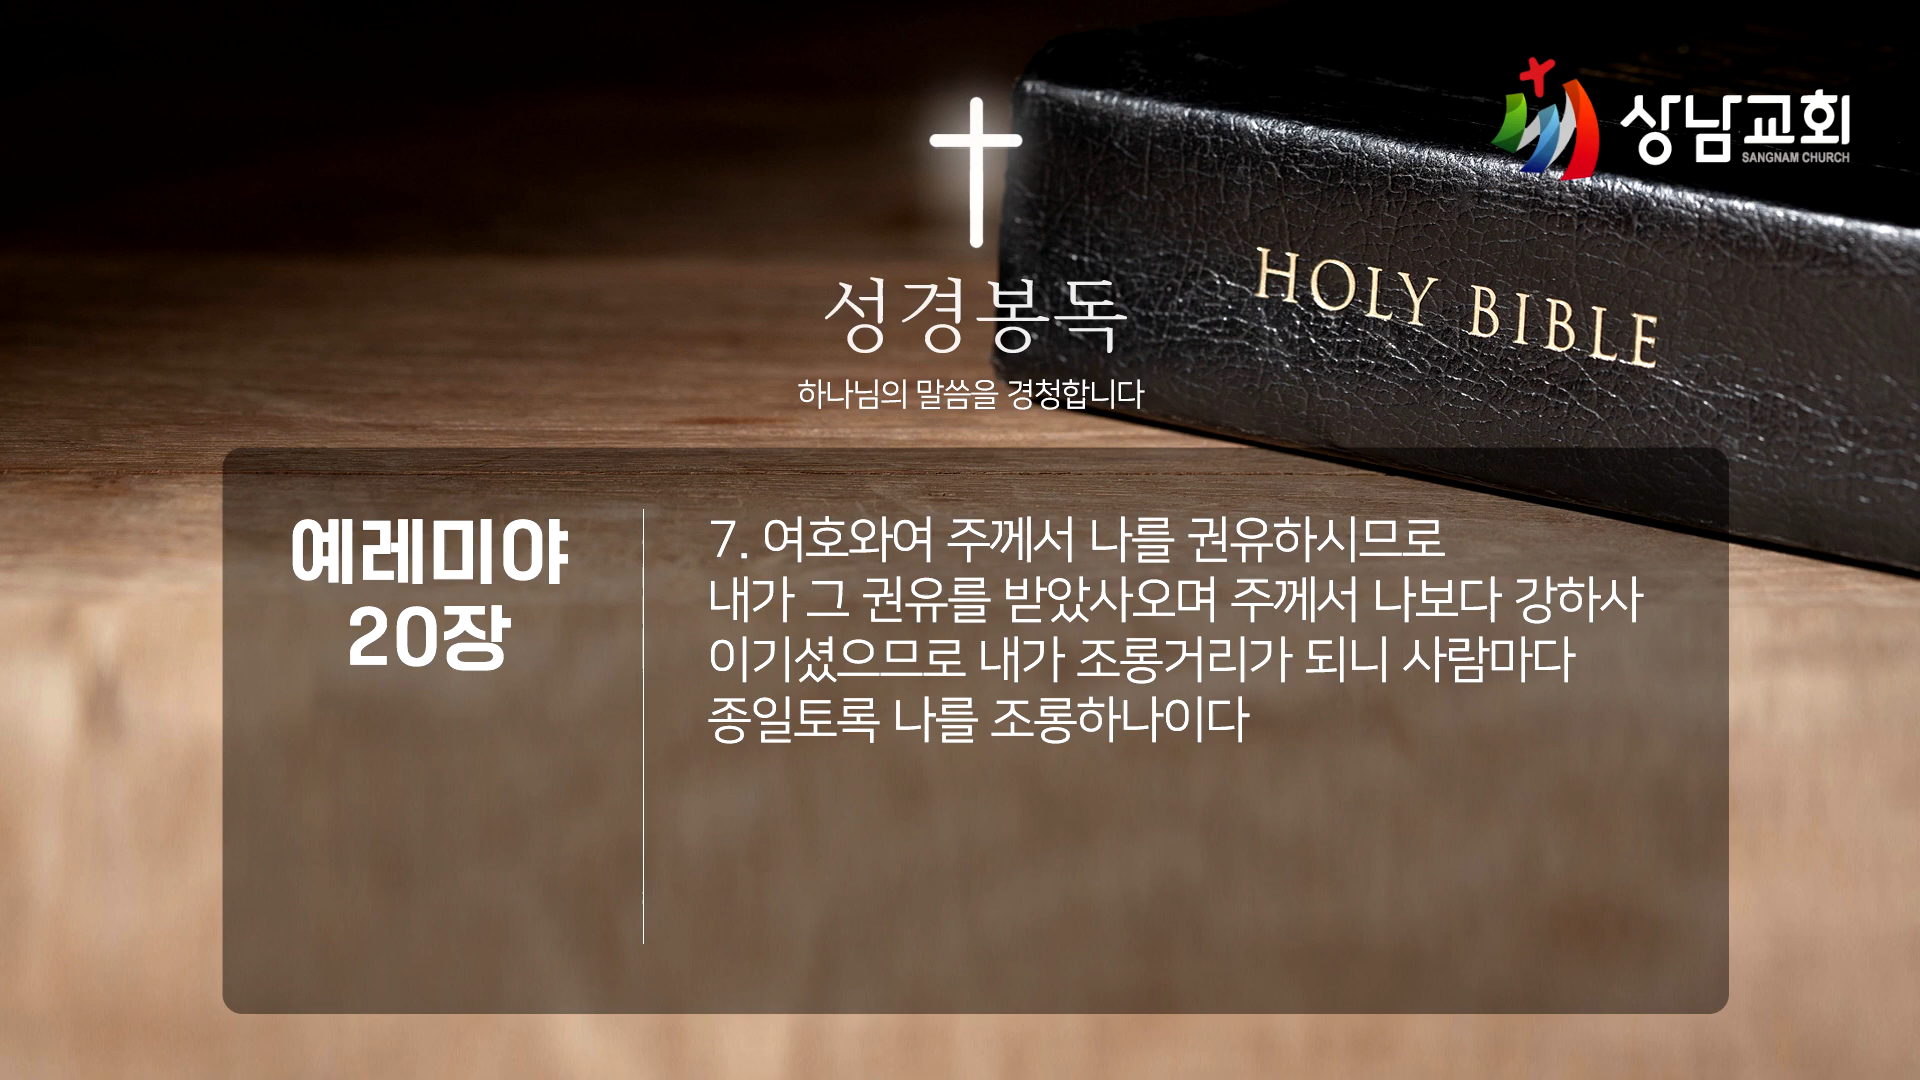 상남교회
SANGNAM CHURCH
HOLY BIBLE
성경봉독
하나님의 말씀을 경청합니다
예레미야
20장
7. 여호와여 주께서 나를 권유하시므로
내가 그 권유를 받았사오며 주께서 나보다 강하사
이기셨으므로 내가 조롱거리가 되니 사람마다
종일토록 나를 조롱하나이다